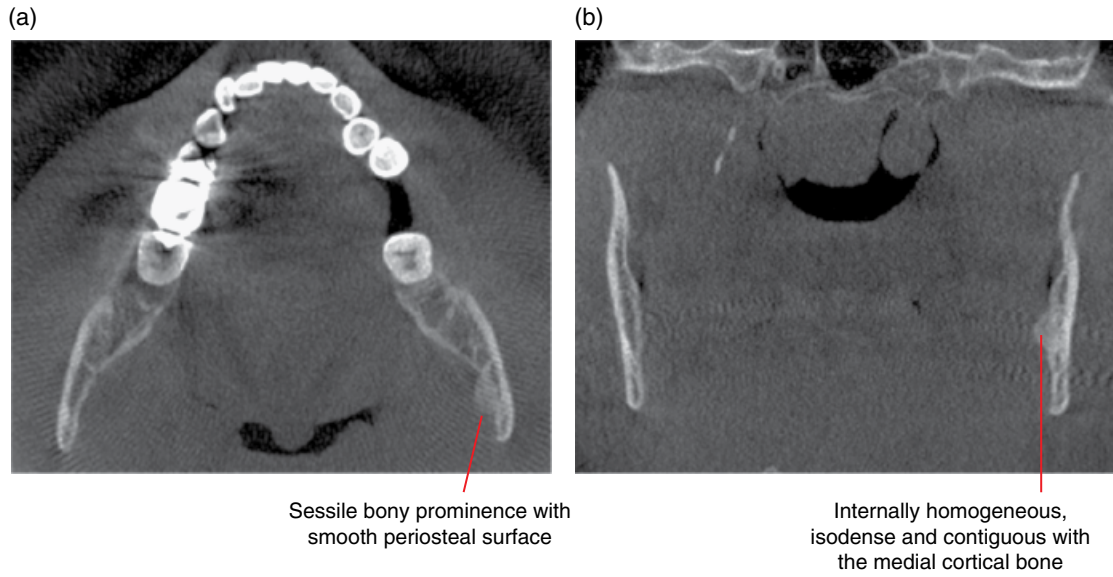 (a)
(b)
Sessile bony prominence with
smooth periosteal surface
Internally homogeneous,
isodense and contiguous with
the medial cortical bone